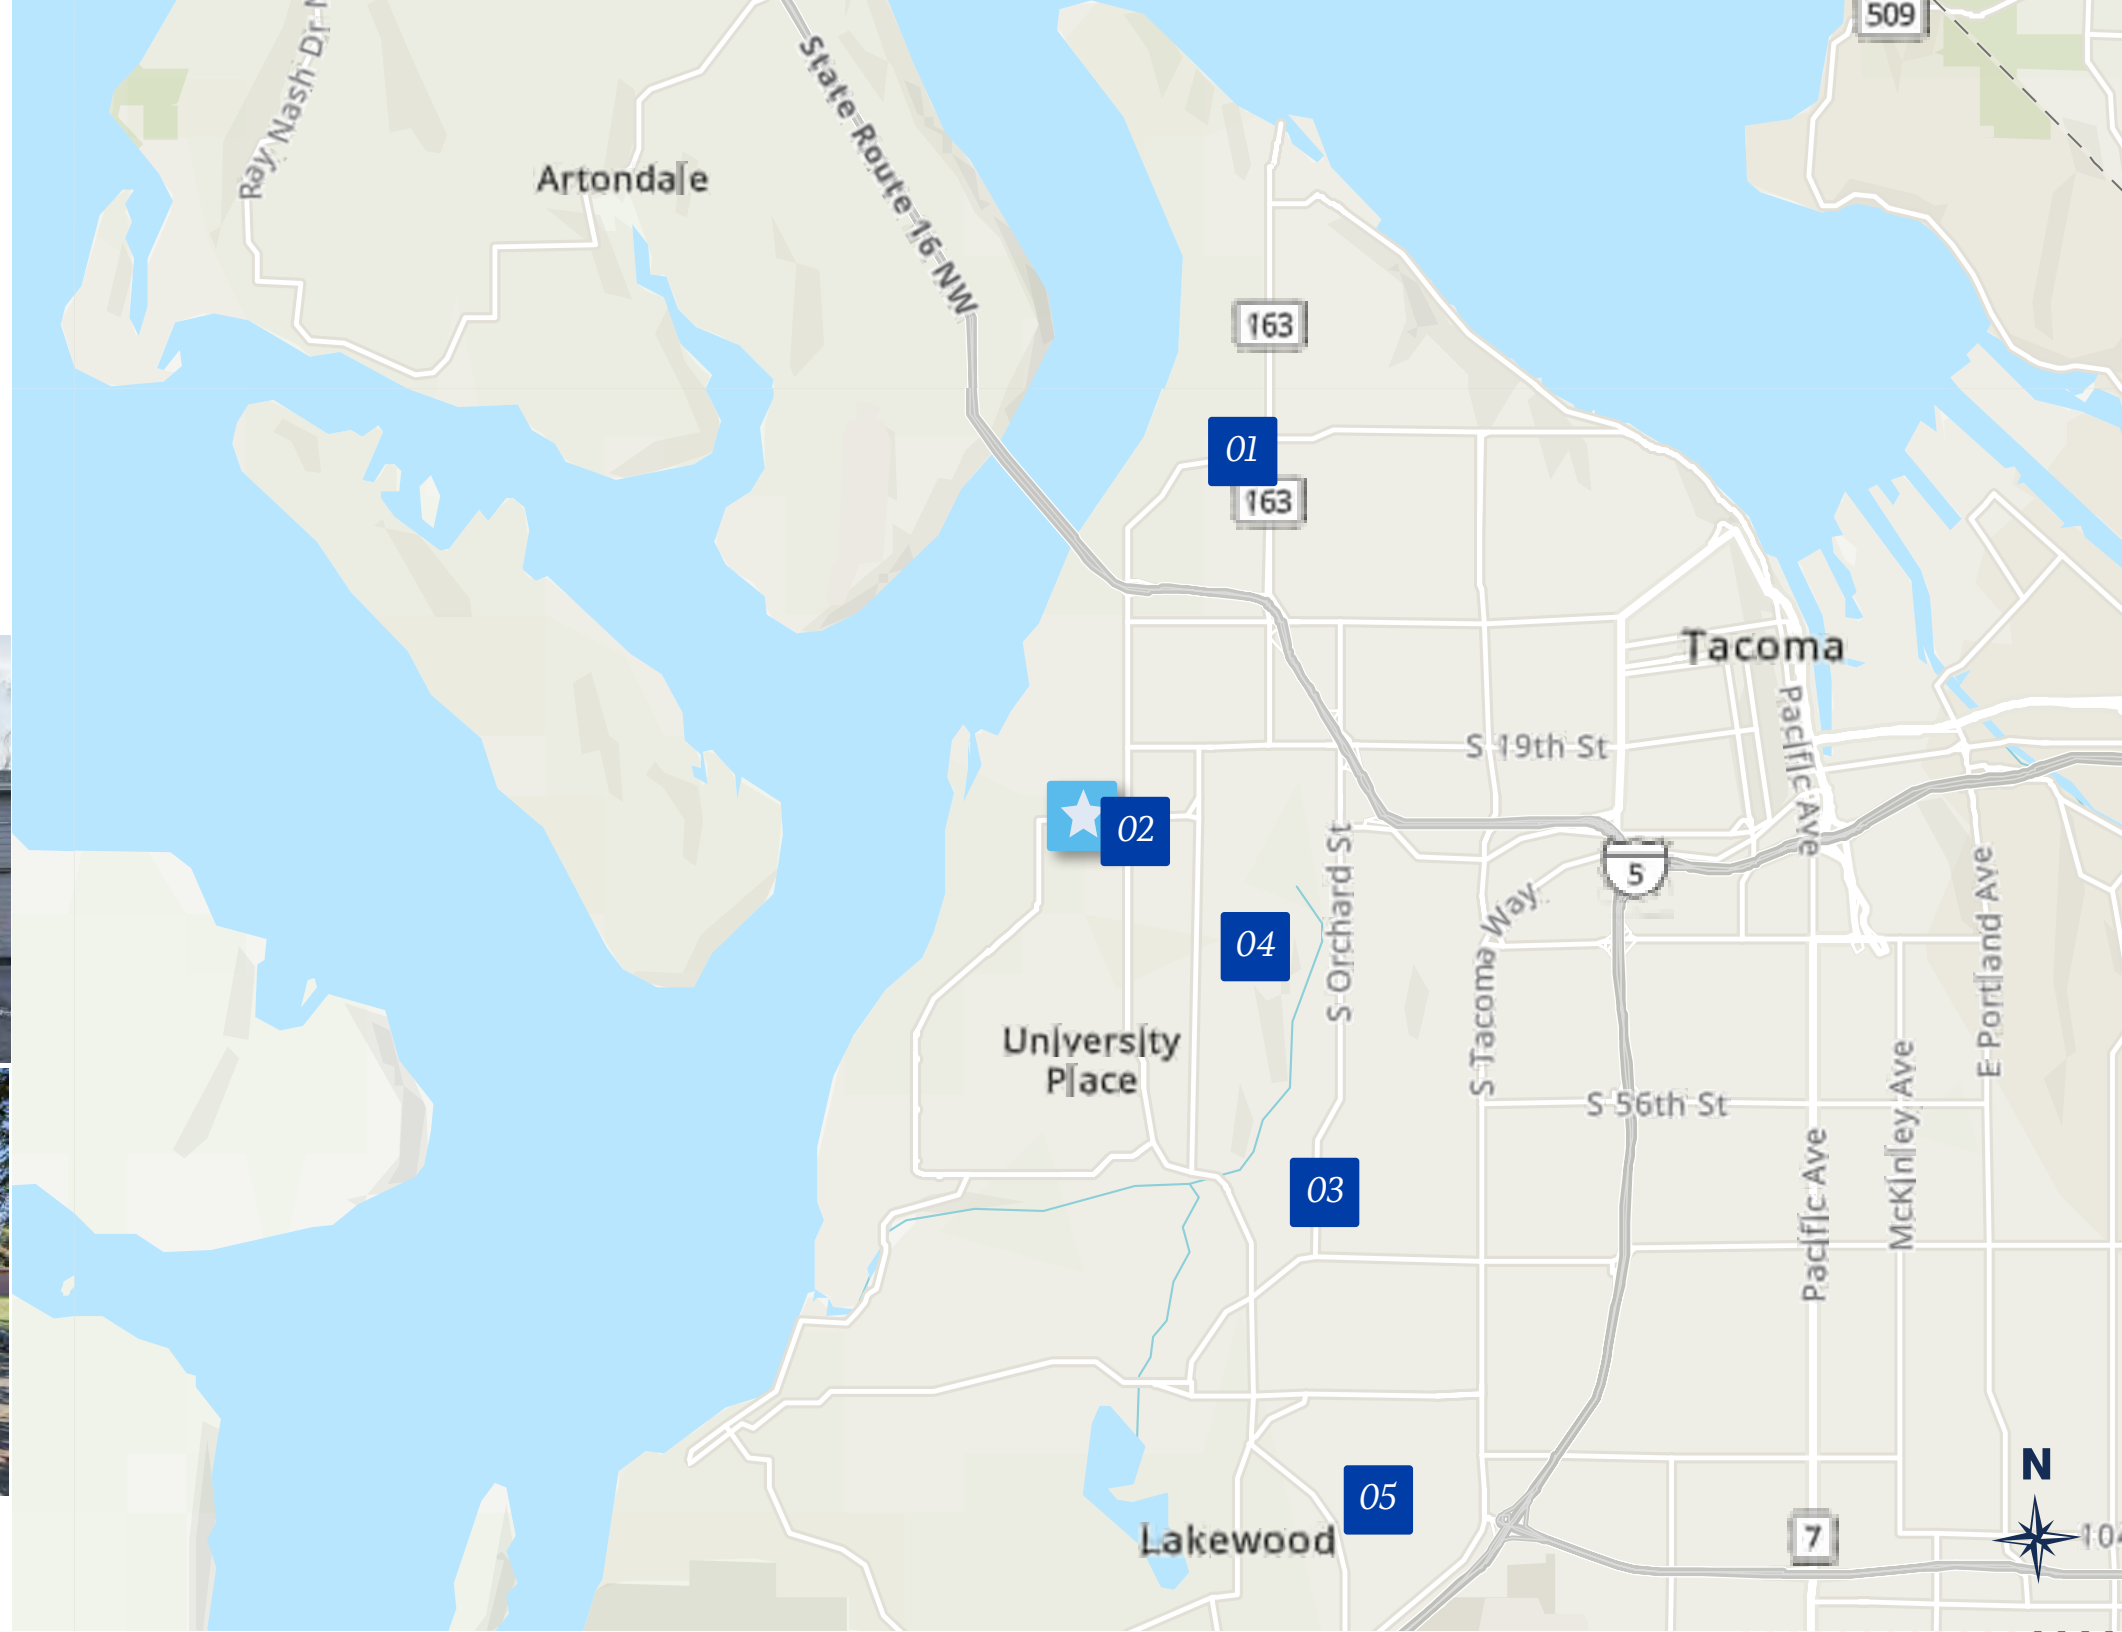 509
Ray Nash Dr
State Route 16 NW
Artondale
163
01
163
Tacoma
Pacific Ave
S 19th St
02
5
S Orchard St
S Tacoma Way
E Portland Ave
04
University
Place
S 56th St
McKinley Ave
Pacific Ave
03
N
05
Lakewood
7